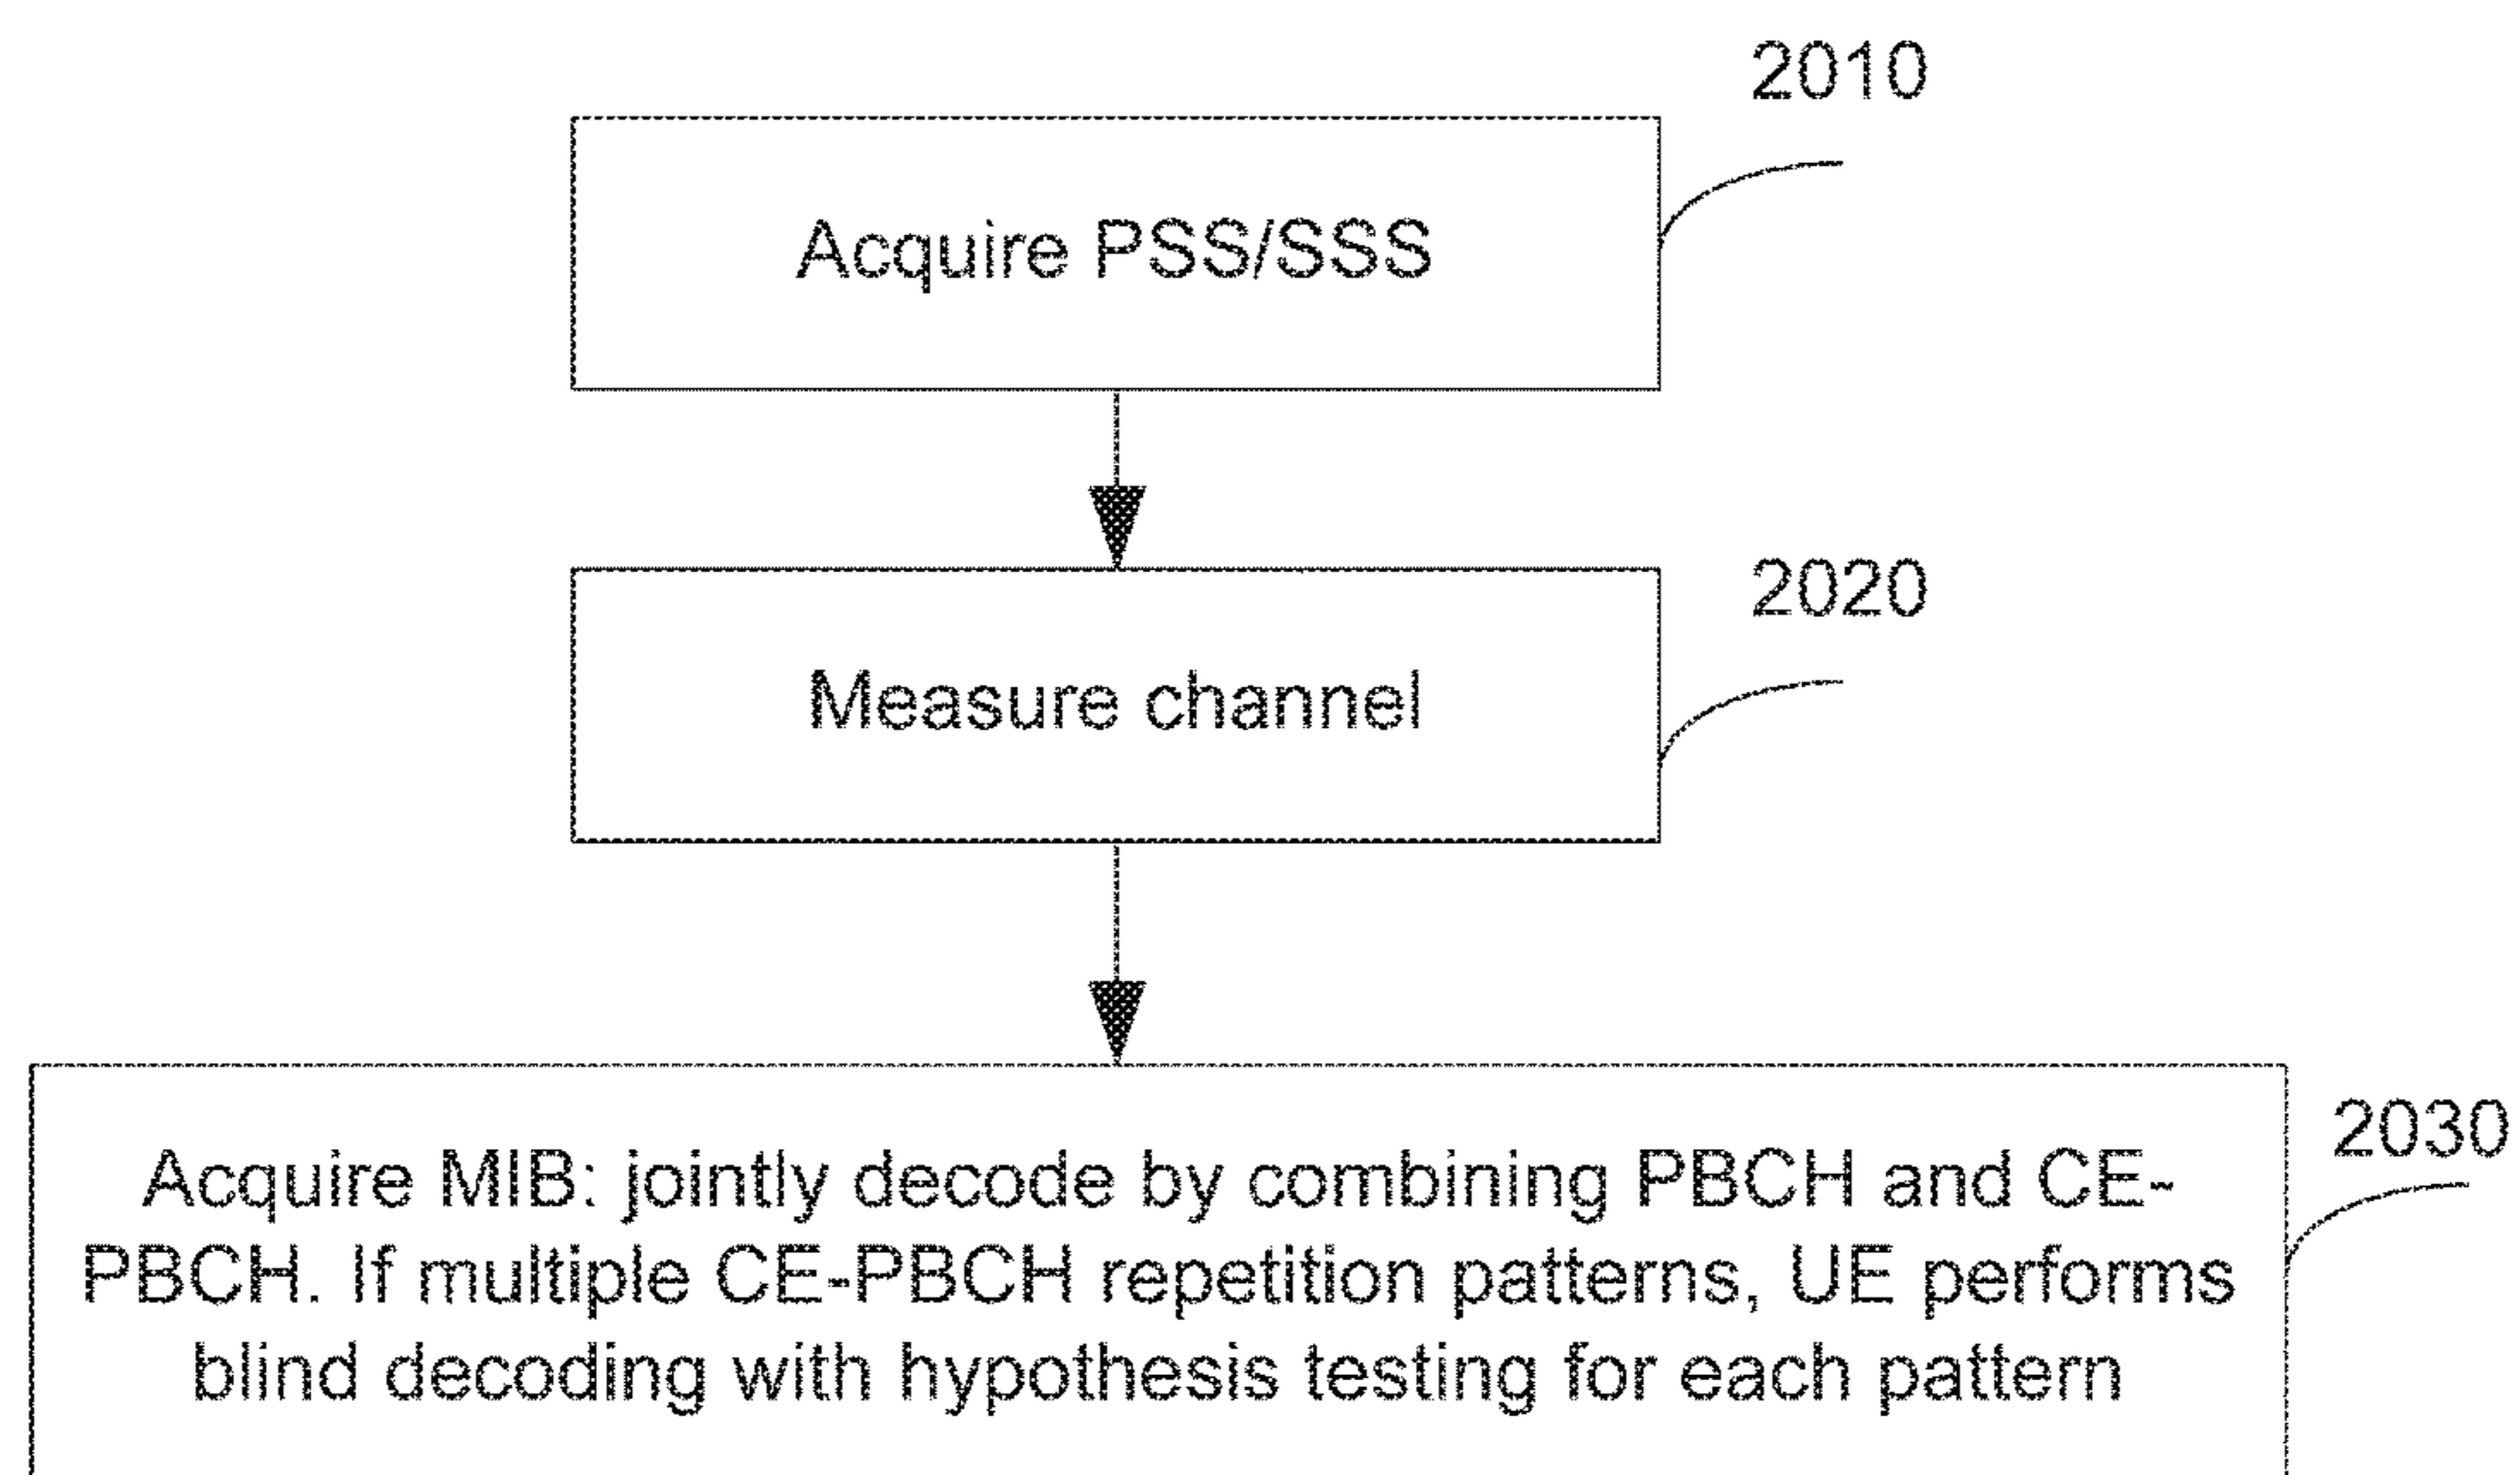 2010
Acquire PSS/SSS
2020
Measure channel
2030
Acquire MIB: jointly decode by combining PBCH and CE-
PBCH. If multiple CE-PBCH repetition patterns, UE performs
blind decoding with hypothesis testing for each pattern